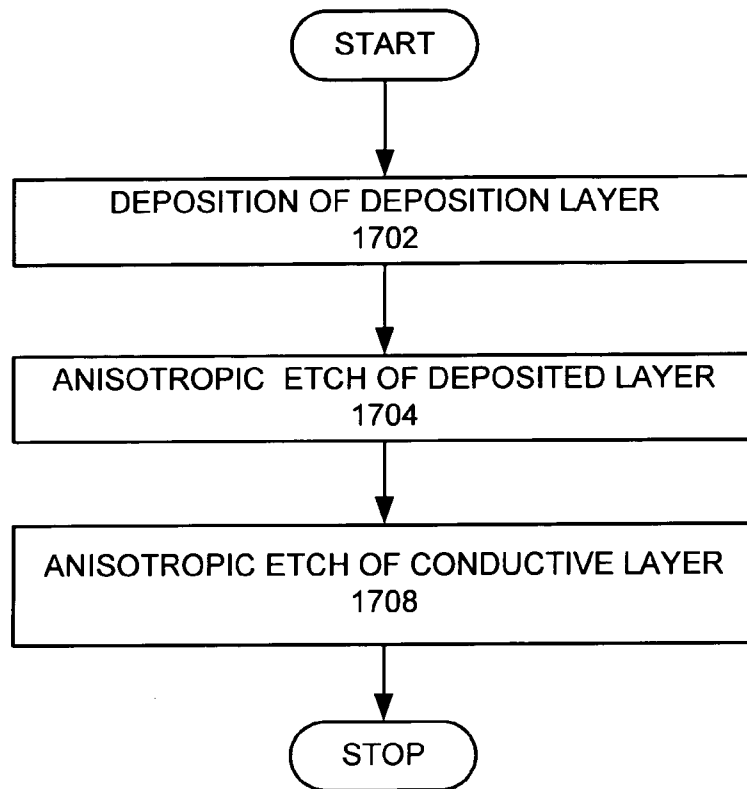 START
DEPOSITION OF DEPOSITION LAYER
1702
ANISOTROPIC ETCH OF DEPOSITED LAYER
1704
ANISOTROPIC ETCH OF CONDUCTIVE LAYER
1708
STOP